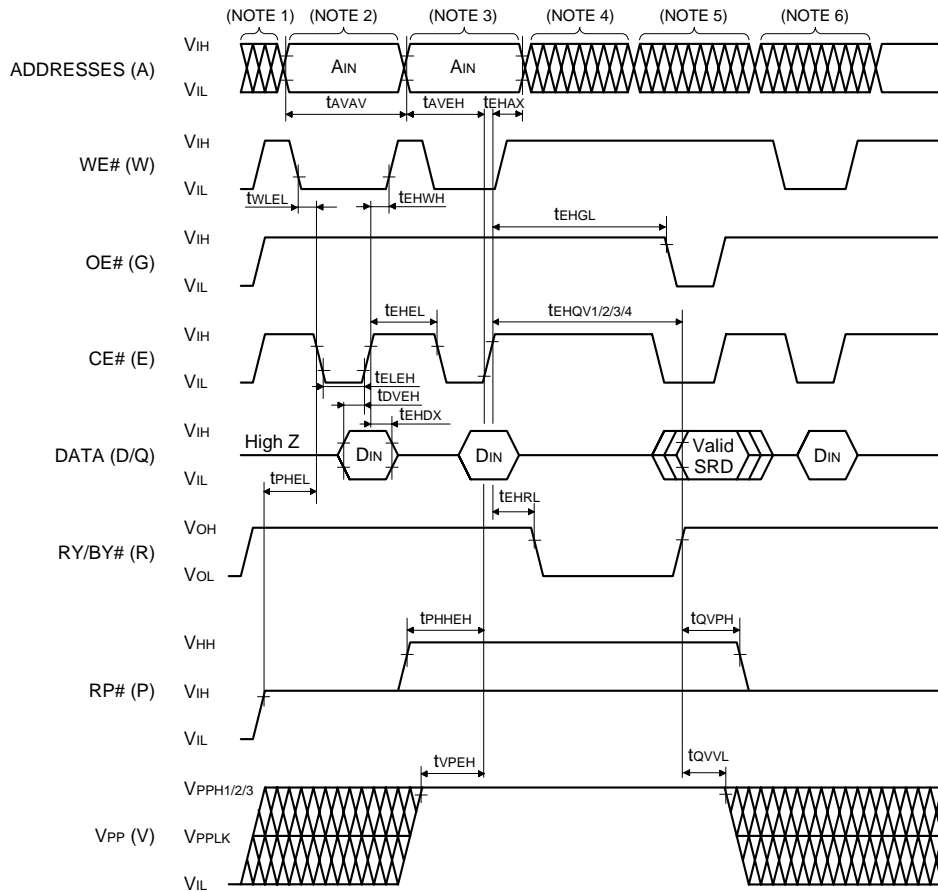 (NOTE 1) (NOTE 2) (NOTE 3) (NOTE 4) (NOTE 5) (NOTE 6)
VIH
ADDRESSES (A)
AIN AIN
VIL
tAVAV tAVEH tEHAX
VIH
WE# (W)
VIL
tWLEL tEHWH
tEHGL
VIH
OE# (G)
VIL
tEHEL tEHQV1/2/3/4
VIH
CE# (E)
VIL
tELEH
tDVEH
tEHDX
VIH
High Z
DATA (D/Q)
DIN DIN Valid SRD DIN
VIL
tPHEL
tEHRL
VOH
RY/BY# (R)
VOL
tPHHEH tQVPH
VHH
RP# (P)
VIH
VIL
tVPEH tQVVL
VPPH1/2/3
VPP (V)
VPPLK
VIL